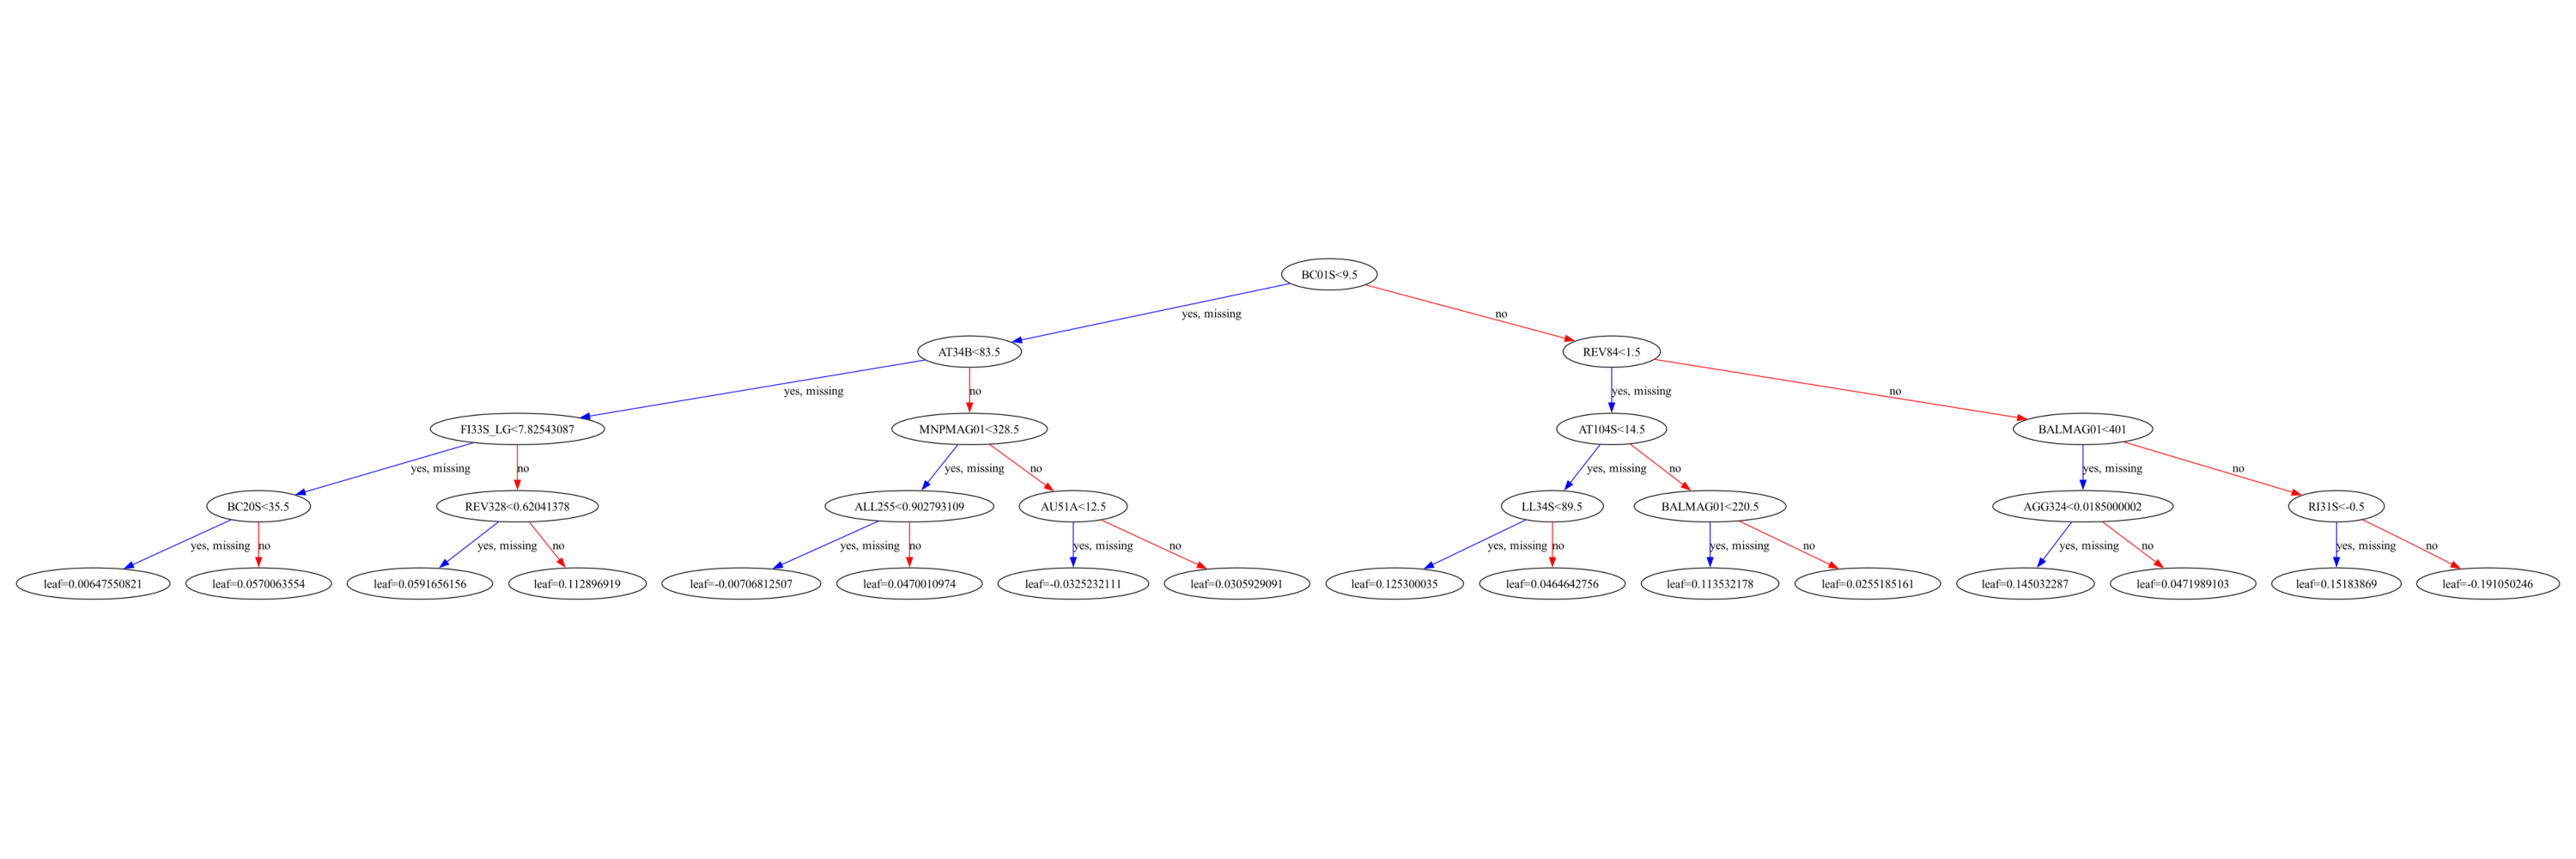 BC01S<9.5
yes, missing
no
AT34B<83.5
REV84<1.5
yes, missing
no
yes, missing
no
FI33S_LG<7.82543087
MNPMAG01<328.5
AT104S<14.5
BALMAG01<401
yes, missing
no
yes, missing
no
yes, missing
no
yes, missing
no
BC20S<35.5
REV328<0.62041378
ALL255<0.902793109
AU51A<12.5
LL34S<89.5
BALMAG01<220.5
AGG324<0.0185000002
RI31S<-0.5
yes, missing
no
yes, missing
no
yes, missing
no
yes, missing
no
yes, missing
no
yes, missing
no
yes, missing
no
yes, missing
no
leaf=0.00647550821
leaf=0.0570063554
leaf=0.0591656156
leaf=0.112896919
leaf=-0.00706812507
leaf=0.0470010974
leaf=-0.0325232111
leaf=0.0305929091
leaf=0.125300035
leaf=0.0464642756
leaf=0.113532178
leaf=0.0255185161
leaf=0.145032287
leaf=0.0471989103
leaf=0.15183869
leaf=-0.191050246